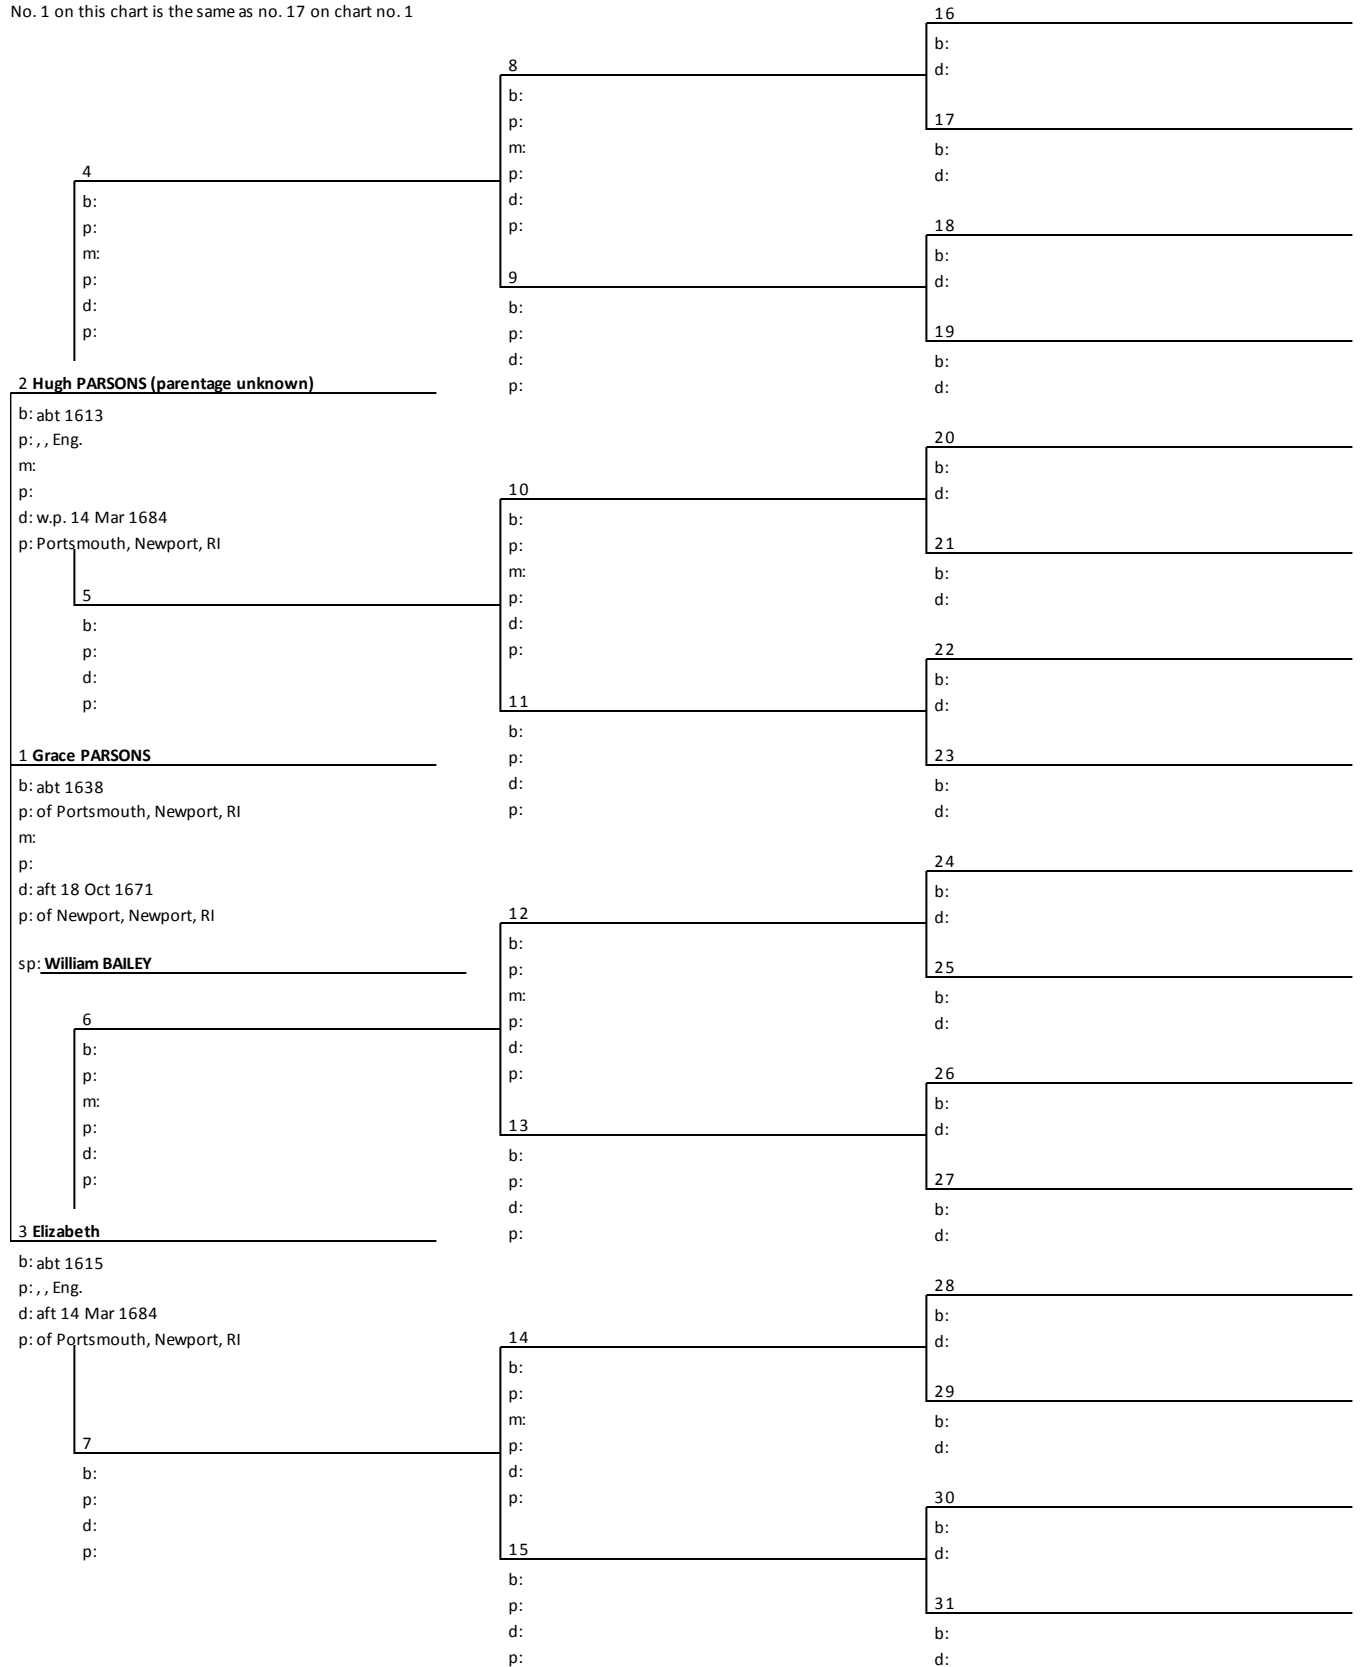 No. 1 on this chart is the same as no. 17 on chart no. 1
4
b:
p:
m:
p:
d:
p:
2 Hugh PARSONS (parentage unknown)
b: abt 1613
p: , , Eng.
m:
p:
d: w.p. 14 Mar 1684
p: Portsmouth, Newport, RI
5
b:
p:
d:
p:
1 Grace PARSONS
b: abt 1638
p: of Portsmouth, Newport, RI
m:
p:
d: aft 18 Oct 1671
p: of Newport, Newport, RI
sp: William BAILEY
6
b:
p:
m:
p:
d:
p:
3 Elizabeth
b: abt 1615
p: , , Eng.
d: aft 14 Mar 1684
p: of Portsmouth, Newport, RI
7
b:
p:
d:
p:
8
b:
p:
m:
p:
d:
p:
9
b:
p:
d:
p:
10
b:
p:
m:
p:
d:
p:
11
b:
p:
d:
p:
12
b:
p:
m:
p:
d:
p:
13
b:
p:
d:
p:
14
b:
p:
m:
p:
d:
p:
15
b:
p:
d:
p:
16
b:
d:
17
b:
d:
18
b:
d:
19
b:
d:
20
b:
d:
21
b:
d:
22
b:
d:
23
b:
d:
24
b:
d:
25
b:
d:
26
b:
d:
27
b:
d:
28
b:
d:
29
b:
d:
30
b:
d:
31
b:
d: